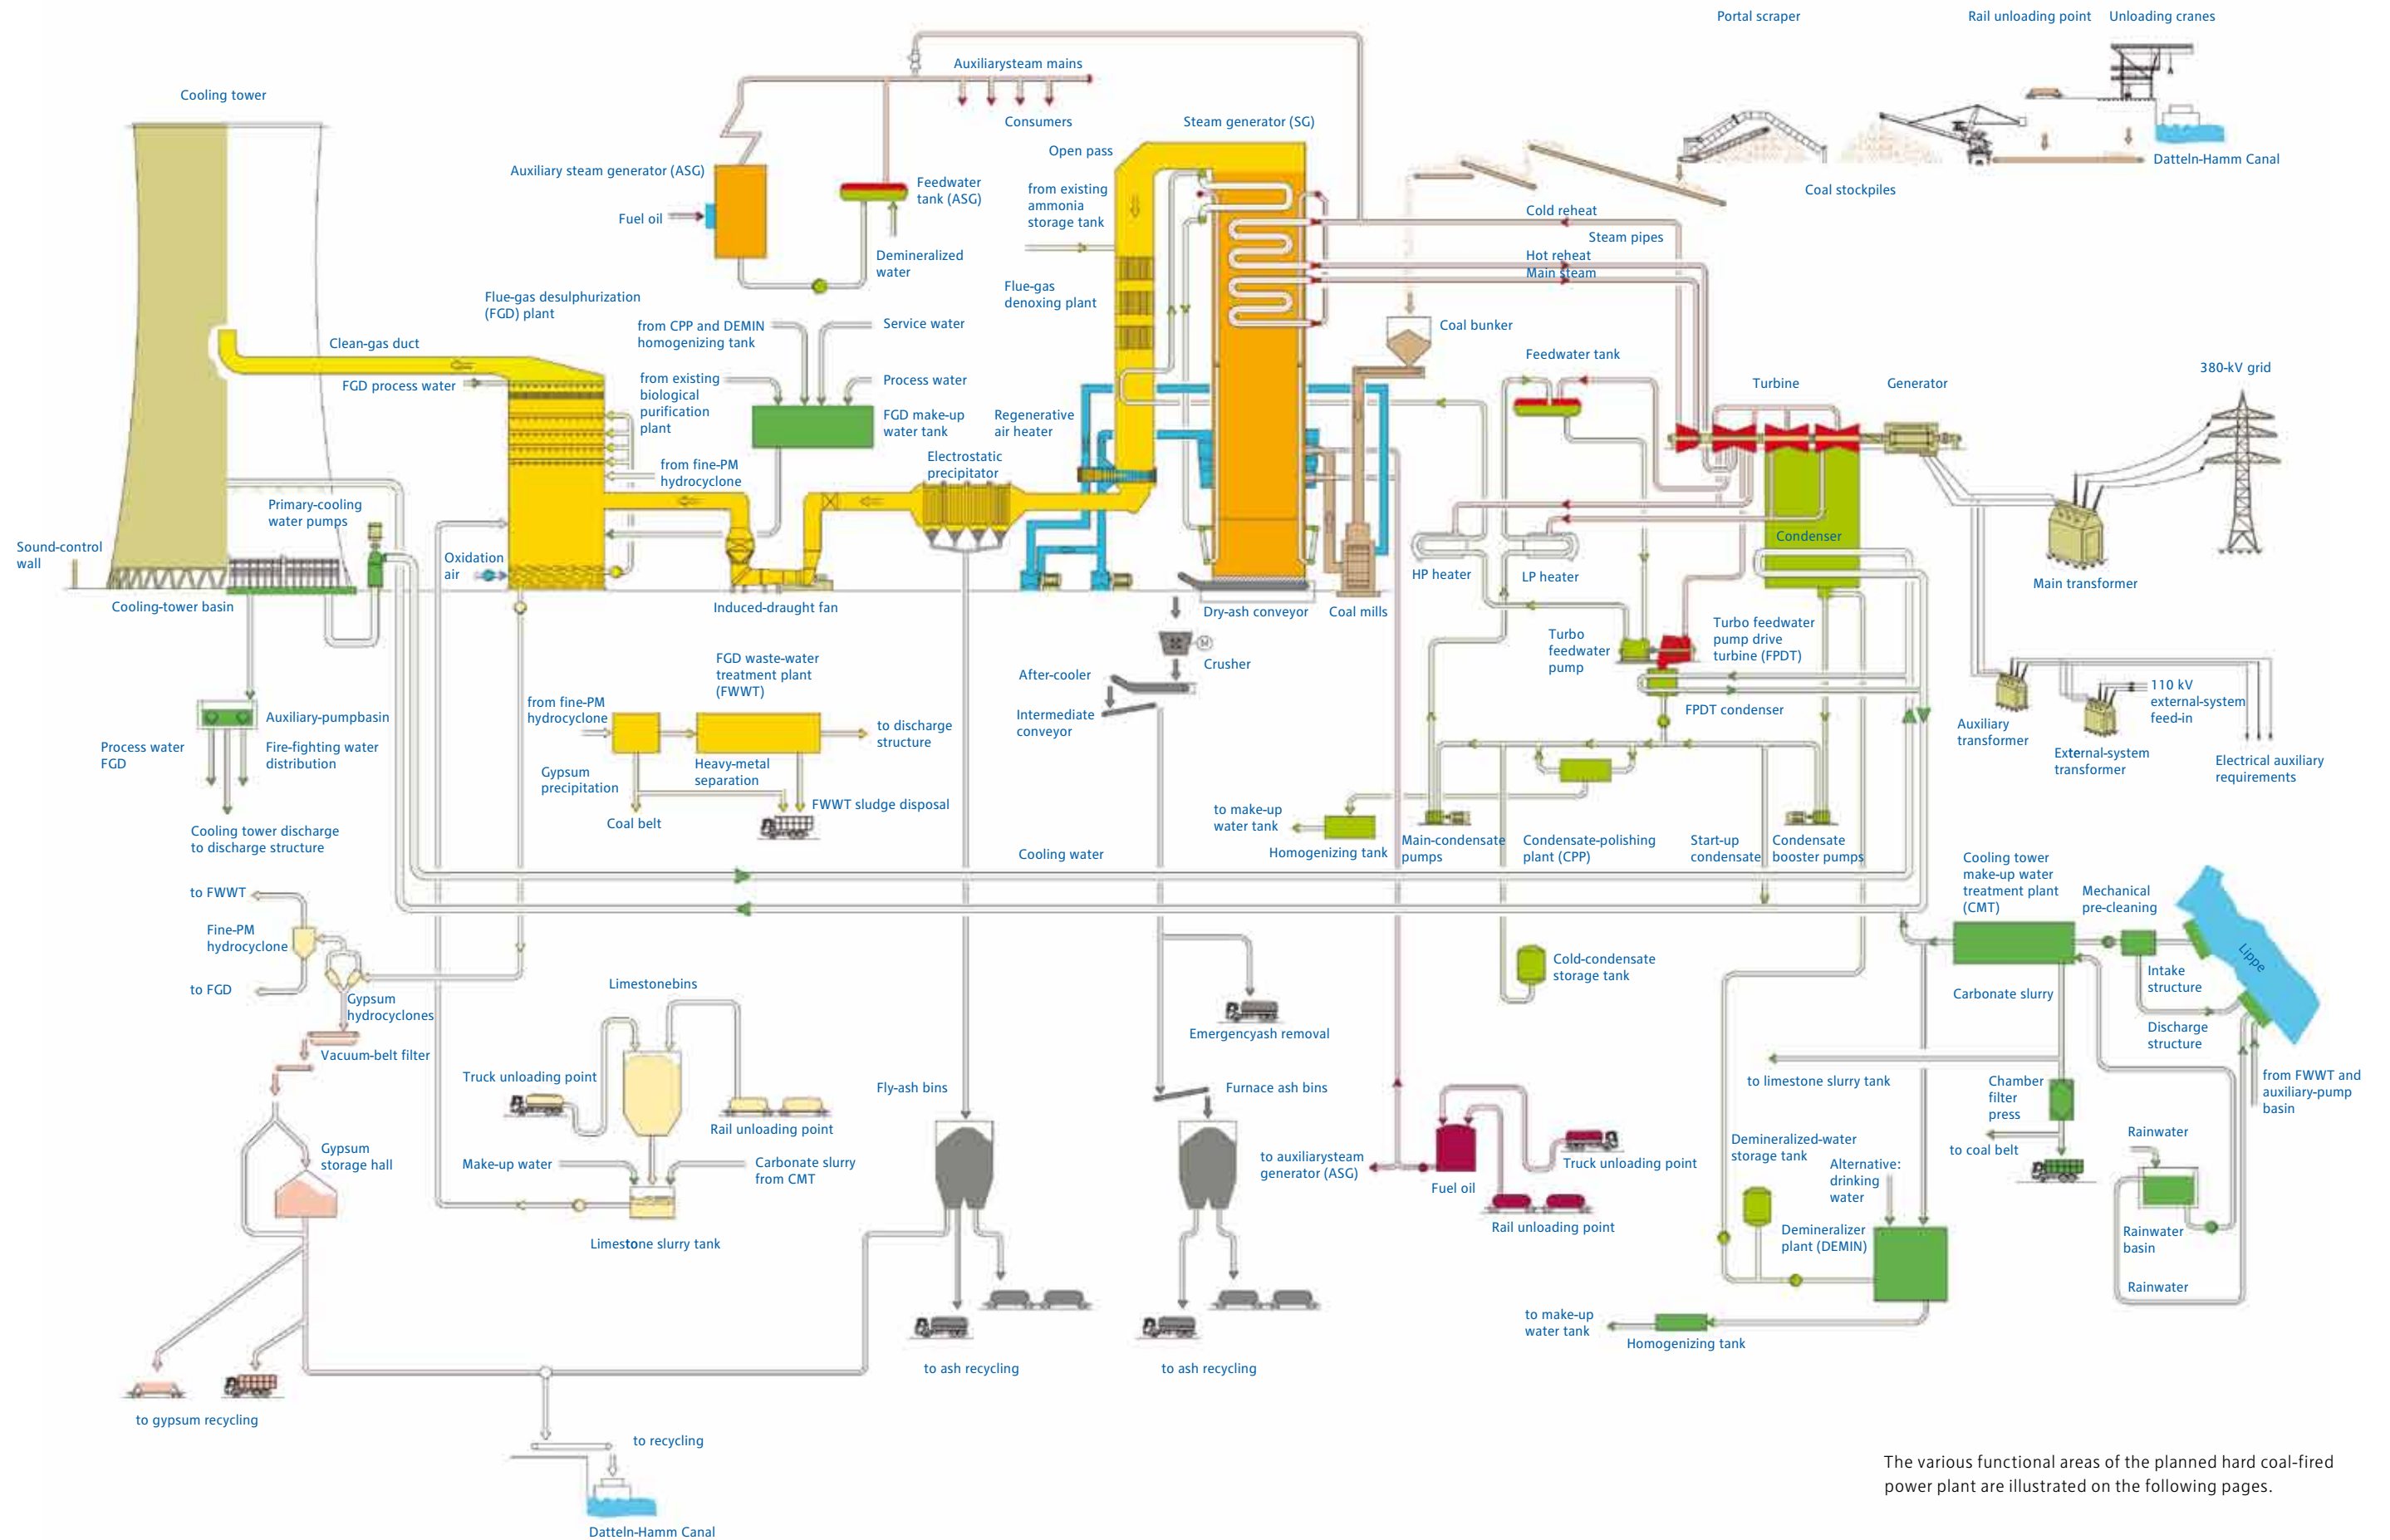 Portal scraper
Rail unloading point
Unloading cranes
Auxiliarysteam mains
Cooling tower
Consumers
Steam generator (SG)
Open pass
Datteln-Hamm Canal
Auxiliary steam generator (ASG)
Feedwater
tank (ASG)
from existing
ammonia
storage tank
Coal stockpiles
Fuel oil
Cold reheat
Steam pipes
Demineralized
water
Hot reheat
Main steam
Flue-gas desulphurization
(FGD) plant
Flue-gas
denoxing plant
from CPP and DEMIN
homogenizing tank
Service water
Coal bunker
Clean-gas duct
Feedwater tank
380-kV grid
FGD process water
from existing
biological
purification
plant
Process water
Turbine
Generator
FGD make-up
water tank
Regenerative
air heater
from fine-PM
hydrocyclone
Electrostatic
precipitator
Primary-cooling
water pumps
Sound-control
wall
Oxidation
air
Condenser
HP heater
LP heater
Main transformer
Cooling-tower basin
Induced-draught fan
Dry-ash conveyor
Coal mills
M
Crusher
Turbo
feedwater
pump
Turbo feedwater
pump drive
turbine (FPDT)
FGD waste-water
treatment plant
(FWWT)
After-cooler
from fine-PM
hydrocyclone
Intermediate
conveyor
FPDT condenser
110 kV
external-system
feed-in
Auxiliary-pumpbasin
to discharge
structure
Auxiliary
transformer
Process water
FGD
Fire-fighting water
distribution
External-system
transformer
Electrical auxiliary
requirements
Gypsum
precipitation
Heavy-metal
separation
FWWT sludge disposal
Coal belt
to make-up
water tank
Cooling tower discharge
to discharge structure
Homogenizing tank
Main-condensate
pumps
Condensate-polishing
plant (CPP)
Start-up
condensate
Condensate
booster pumps
Cooling water
Cooling tower
make-up water
treatment plant
(CMT)
Mechanical
pre-cleaning
to FWWT
Fine-PM
hydrocyclone
Lippe
Cold-condensate
storage tank
Intake
structure
to FGD
Limestonebins
Carbonate slurry
Gypsum
hydrocyclones
Emergencyash removal
Discharge
structure
Vacuum-belt filter
Truck unloading point
Fly-ash bins
Furnace ash bins
to limestone slurry tank
Chamber
filter
press
from FWWT and
auxiliary-pump
basin
Rail unloading point
Gypsum
storage hall
Make-up water
Carbonate slurry
from CMT
to auxiliarysteam
generator (ASG)
Fuel oil
Truck unloading point
Demineralized-water
storage tank
Alternative:
drinking
water
to coal belt
Rainwater
Rail unloading point
Limestone slurry tank
Demineralizer
plant (DEMIN)
Rainwater
basin
Rainwater
to make-up
water tank
Homogenizing tank
to ash recycling
to ash recycling
to gypsum recycling
to recycling
Datteln-Hamm Canal
The various functional areas of the planned hard coal-fired
power plant are illustrated on the following pages.